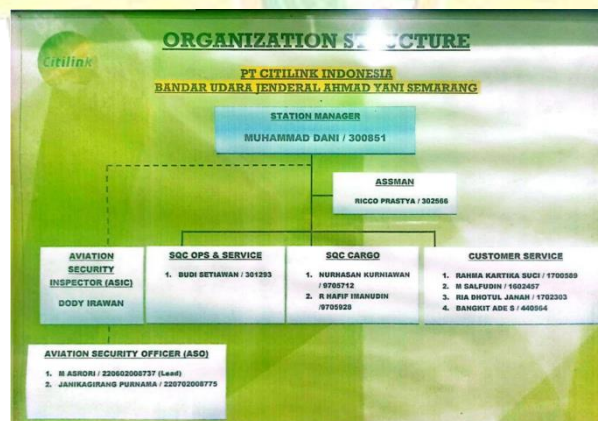 Citilink
ORGANIZATION STRUCTURE
PT CITILINK INDONESIA
BANDAR UDARA JENDERAL AHMAD YANI SEMARANG
STATION MANAGER
MUHAMMAD DANI / 300851
ASSMAN
RICCO PRASTYA / 302566
AVIATION
SECURITY
INSPECTOR (ASIC)
DODY IRAWAN
SQC OPS & SERVICE
1. BUDI SETIAWAN / 301293
SQC CARGO
1. NURHASAN KURNIAWAN
/ 9705712
2. R HAFIF IMANUDIN
/9705928
CUSTOMER SERVICE
1. RAHMA KARTIKA SUCI / 1700589
2. M SALFUDIN / 1602457
3. RIA DHOTUL JANAH / 1702303
4. BANGKIT ADE S / 440564
AVIATION SECURITY OFFICER (ASO)
1. M ASRORI / 220602008737 (Lead)
2. JANIKAGIRANG PURNAMA / 220702008775